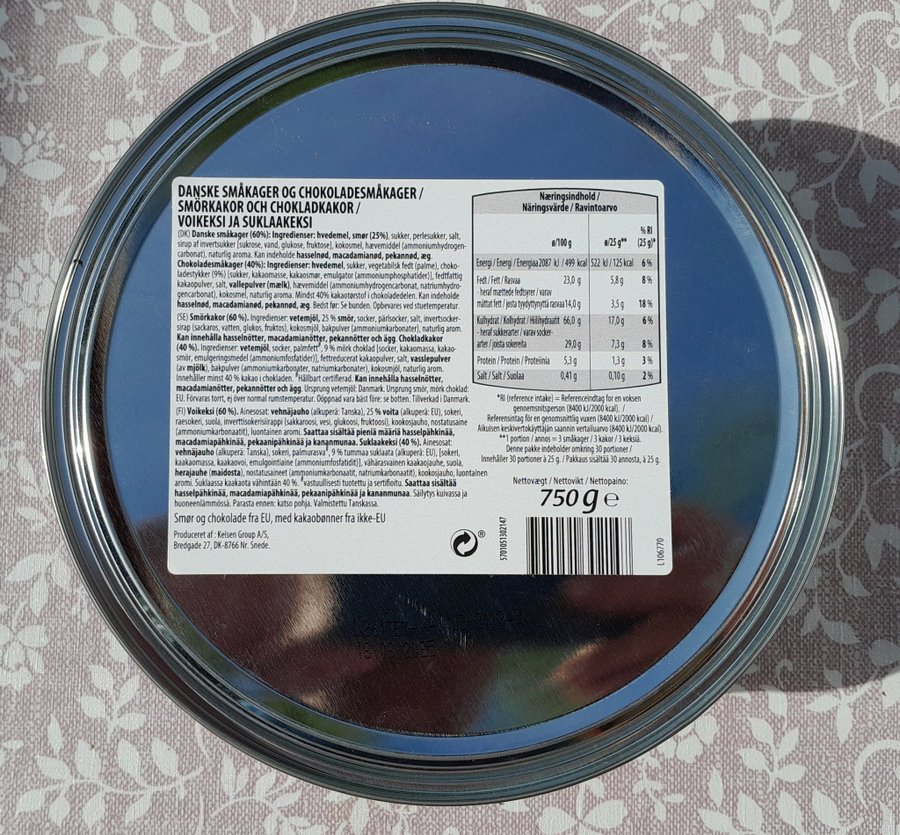 DANSKE SMÅKAGER OG CHOKOLADESMÅKAGER /
SMÖRKAKOR OCH CHOKLADKAKOR /
VOIKEKSI JA SUKLAAKEKSI
(DK) Danske småkager (60%): Ingredienser: hvedemel, smør (25%), sukker, perlesukker, salt,
sirup af invertsukker [sukrose, vand, glukose, fruktose], kokosmel, hævemiddel (ammoniumhydrogen-
carbonat), naturlig aroma. Kan indeholde hasselnød, macadamianød, pekannød, æg.
Chokoladesmåkager (40%): Ingredienser: hvedemel, sukker, vegetabilsk fedt (palme), choko-
ladestykker (9%) [sukker, kakaomasse, kakaosmør, emulgator (ammoniumphosphatider)], fedtfattig
kakaopulver, salt, vallepulver (mælk), hævemiddel (ammoniumhydrogencarbonat, natriumhydro-
gencarbonat), kokosmel, naturlig aroma. Mindst 40% kakaotørstof i chokoladedelen. Kan indeholde
hasselnød, macadamianød, pekannød, æg. Bedst før: Se bunden. Opbevares ved stuetemperatur.
(SE) Smörkakor (60 %). Ingredienser: vetemjöl, 25 % smör, socker, pärlsocker, salt, invertsocker-
sirap (sackaros, vatten, glukos, fruktos), kokosmjöl, bakpulver (ammoniumkarbonater), naturlig arom.
Kan innehålla hasselnötter, macadamianötter, pekannötter och ägg. Chokladkakor
(40 %). Ingredienser: vetemjöl, socker, palmfett#, 9 % mörk choklad [socker, kakaomassa, kakao-
smör, emulgeringsmedel (ammoniumfosfatider)], fettreducerat kakaopulver, salt, vasslepulver
(av mjölk), bakpulver (ammoniumkarbonater, natriumkarbonater), kokosmjöl, naturlig arom.
Innehåller minst 40 % kakao i chokladen. #Hållbart certifierad. Kan innehålla hasselnötter,
macadamianötter, pekannötter och ägg. Ursprung vetemjöl: Danmark. Ursprung smör, mörk choklad:
EU. Förvaras torrt, ej över normal rumstemperatur. Oöppnad vara bäst före: se botten. Tillverkad i Danmark.
(FI) Voikeksi (60 %). Ainesosat: vehnäjauho (alkuperä: Tanska), 25 % voita (alkuperä: EU), sokeri,
raesokeri, suola, inverttisokerisiirappi (sakkaroosi, vesi, glukoosi, fruktoosi), kookosjauho, nostatusaine
(ammoniumkarbonaatit), luontainen aromi. Saattaa sisältää pieniä määriä hasselpähkinää,
macadamiapähkinää, pekaanipähkinää ja kananmunaa. Suklaakeksi (40 %). Ainesosat:
vehnäjauho (alkuperä: Tanska), sokeri, palmurasva#, 9 % tummaa suklaata (alkuperä: EU), [sokeri,
kaakaomassa, kaakaovoi, emulgointiaine (ammoniumfosfatidit)], vähärasvainen kaakaojauhe, suola,
herajauhe (maidosta), nostatusaineet (ammoniumkarbonaatit, natriumkarbonaatit), kookosjauho, luontainen
aromi. Suklaassa kaakaota vähintään 40 %. #vastuullisesti tuotettu ja sertifioitu. Saattaa sisältää
hasselpähkinää, macadamiapähkinää, pekaanipähkinää ja kananmunaa. Säilytys kuivassa ja
huoneenlämmössä. Parasta ennen: katso pohja. Valmistettu Tanskassa.
Smør og chokolade fra EU, med kakaobønner fra ikke-EU
Produceret af: Kelsen Group A/S,
Bredgade 27, DK-8766 Nr. Snede.
Næringsindhold /
Näringsvärde / Ravintoarvo
ø/100 g ø/25 g** % RI (25 g)*
Energi / Energi / Energiaa 2087 kJ / 499 kcal 522 kJ / 125 kcal 6 %
Fedt / Fett / Rasvaa 23,0 g 5,8 g 8 %
- heraf mættede fedtsyrer / varav
mättat fett / josta tyydyttynyttä rasvaa 14,0 g 3,5 g 18 %
Kulhydrat / Kolhydrat / Hiilihydraatit 66,0 g 17,0 g 6 %
- heraf sukkerarter / varav socker-
arter / joista sokereita 29,0 g 7,3 g 8 %
Protein / Protein / Proteiinia 5,3 g 1,3 g 3 %
Salt / Salt / Suolaa 0,41 g 0,10 g 2 %
*RI (reference intake) = Referenceindtag for en voksen
gennemsnitsperson (8400 kJ/2000 kcal). /
Referensintag för en genomsnittlig vuxen (8400 kJ/2000 kcal) /
Aikuisen keskivertokäyttäjän saannin vertailuarvo (8400 kJ/2000 kcal).
**1 portion / annos = 3 småkager / 3 kakor / 3 keksiä.
Denne pakke indeholder omkring 30 portioner /
Innehåller 30 portioner à 25 g. / Pakkaus sisältää 30 annosta, à 25 g.
Nettovægt / Nettovikt / Nettopaino:
750 g e
®
5701051302147
L106770